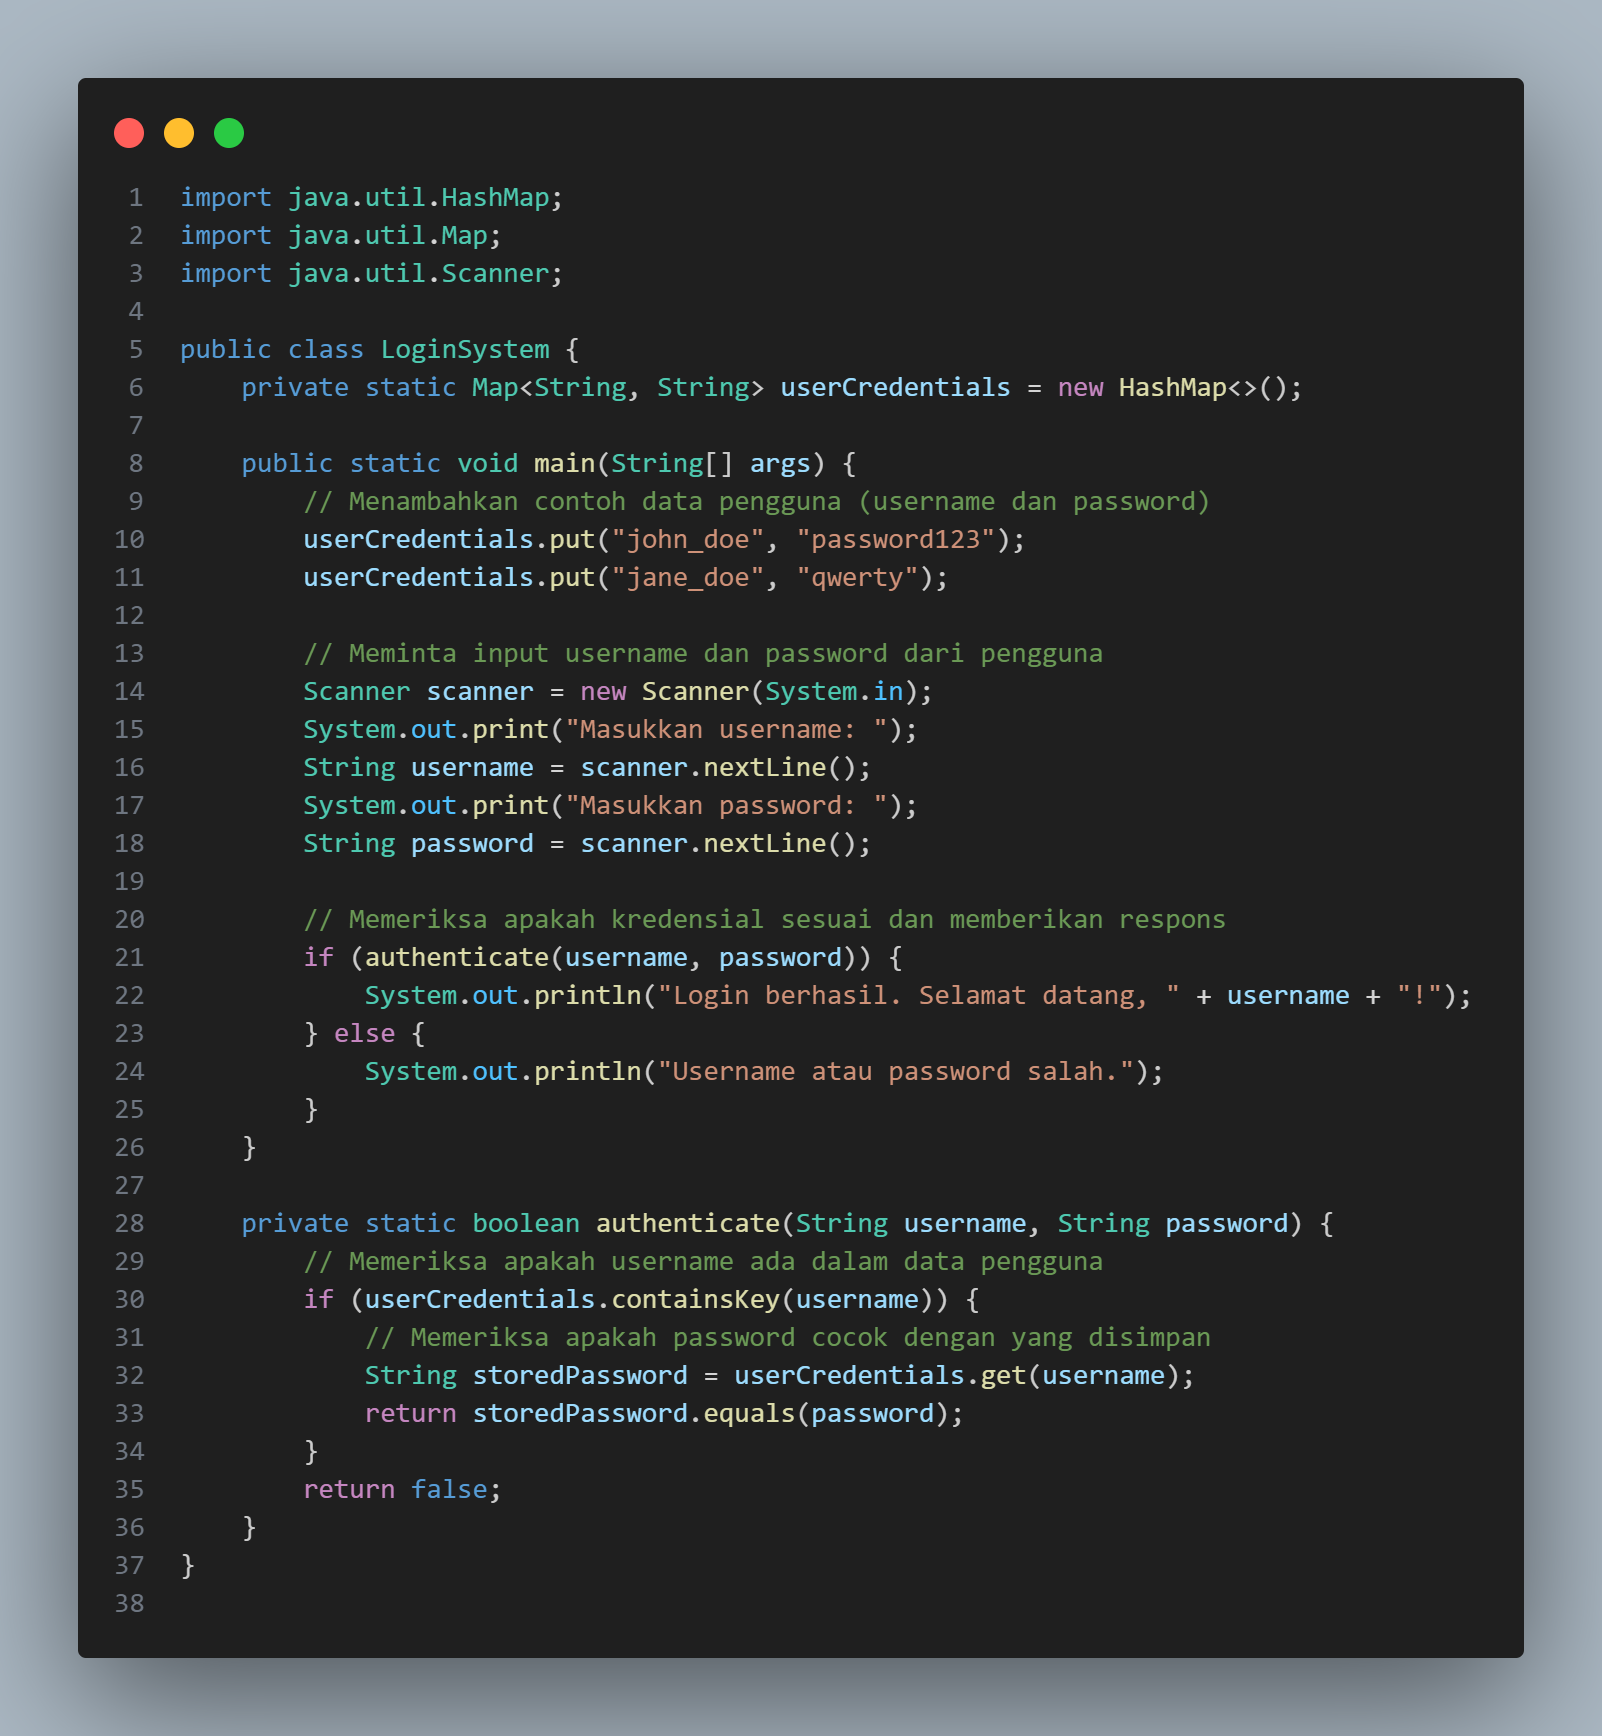 1 import java.util.HashMap;
2 import java.util.Map;
3 import java.util.Scanner;
4
5 public class LoginSystem {
6     private static Map<String, String> userCredentials = new HashMap<>();
7
8     public static void main(String[] args) {
9         // Menambahkan contoh data pengguna (username dan password)
10         userCredentials.put("john_doe", "password123");
11         userCredentials.put("jane_doe", "qwerty");
12
13         // Meminta input username dan password dari pengguna
14         Scanner scanner = new Scanner(System.in);
15         System.out.print("Masukkan username: ");
16         String username = scanner.nextLine();
17         System.out.print("Masukkan password: ");
18         String password = scanner.nextLine();
19
20         // Memeriksa apakah kredensial sesuai dan memberikan respons
21         if (authenticate(username, password)) {
22             System.out.println("Login berhasil. Selamat datang, " + username + "!");
23         } else {
24             System.out.println("Username atau password salah.");
25         }
26     }
27
28     private static boolean authenticate(String username, String password) {
29         // Memeriksa apakah username ada dalam data pengguna
30         if (userCredentials.containsKey(username)) {
31             // Memeriksa apakah password cocok dengan yang disimpan
32             String storedPassword = userCredentials.get(username);
33             return storedPassword.equals(password);
34         }
35         return false;
36     }
37 }
38